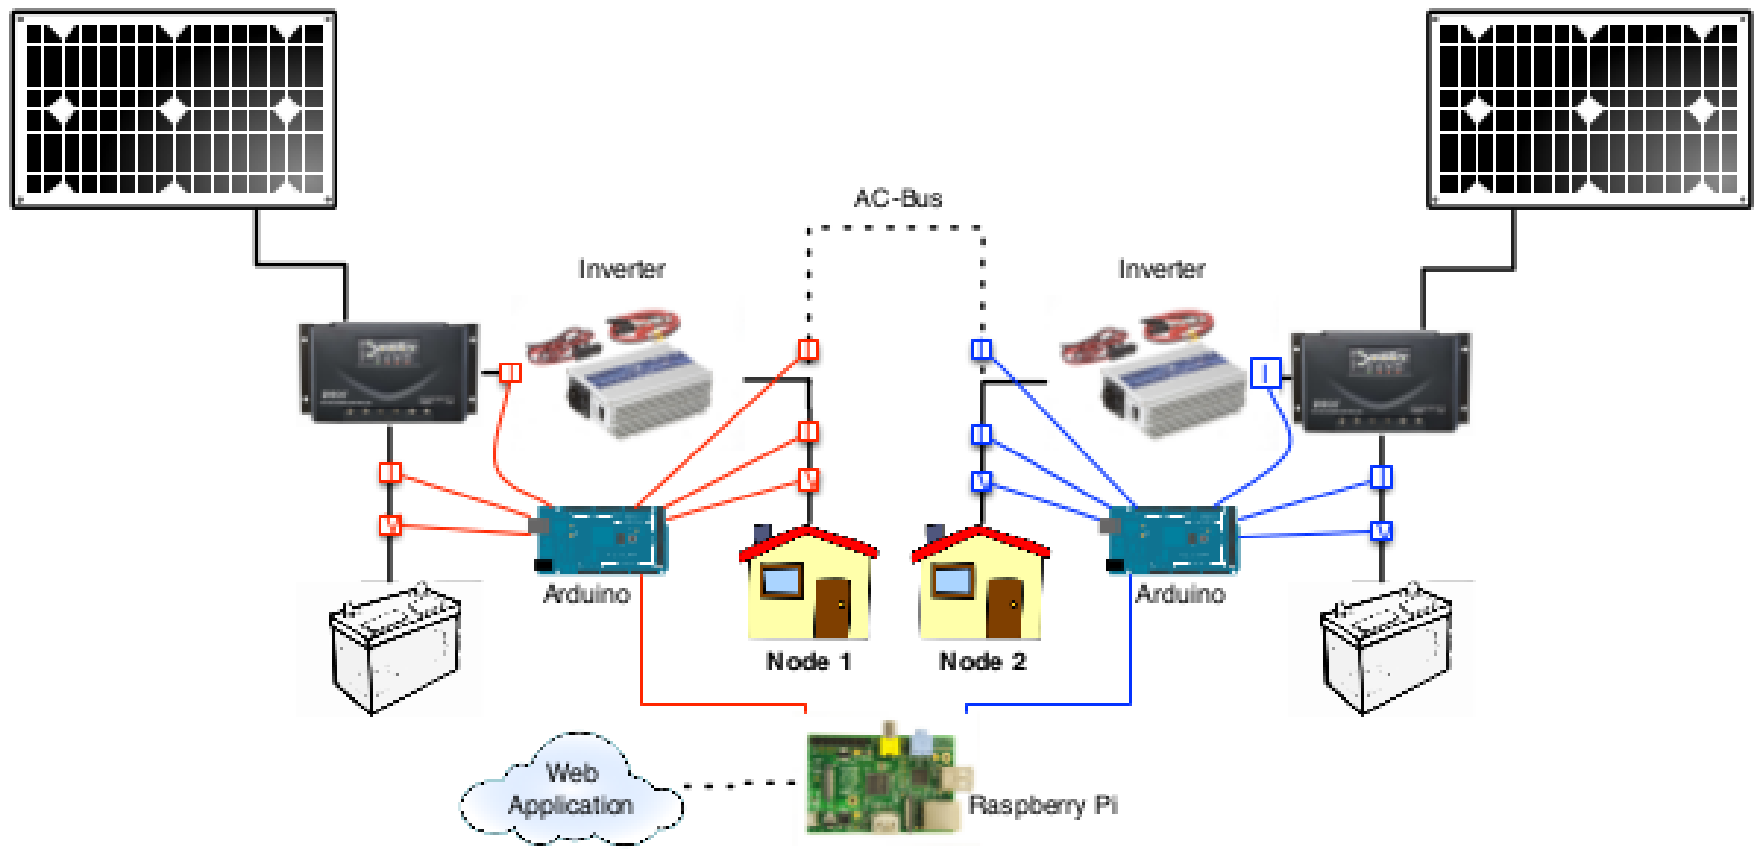 AC-Bus
Inverter
Inverter
Arduino
Arduino
Node 1
Node 2
Web
Application
Raspberry Pi